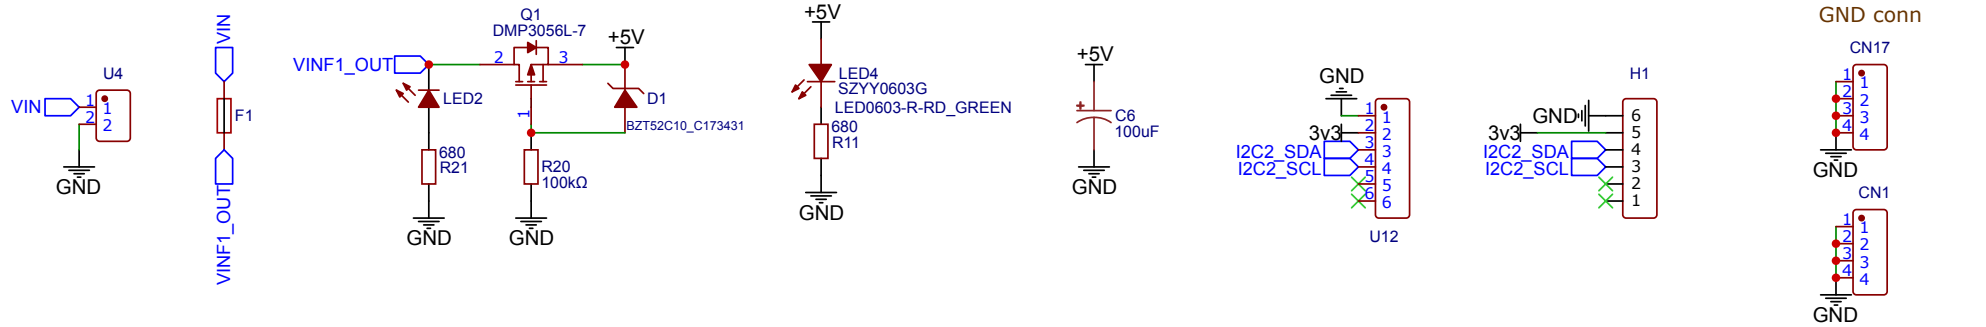 U4
VIN
1
2
1
2
GND
VIN
F1
VINF1_OUT
Q1
DMP3056L-7
VINF1_OUT
2
3
1
+5V
LED2
D1
BZT52C10_C173431
680
R21
R20
100kΩ
GND
GND
+5V
LED4
SZYY0603G
LED0603-R-RD_GREEN
680
R11
GND
+5V
+
C6
100uF
GND
GND
3v3
I2C2_SDA
I2C2_SCL
1
2
3
4
5
6
1
2
3
4
5
6
U12
H1
GND
3v3
I2C2_SDA
I2C2_SCL
6
5
4
3
2
1
GND conn
CN17
1
2
3
4
1
2
3
4
GND
CN1
1
2
3
4
1
2
3
4
GND